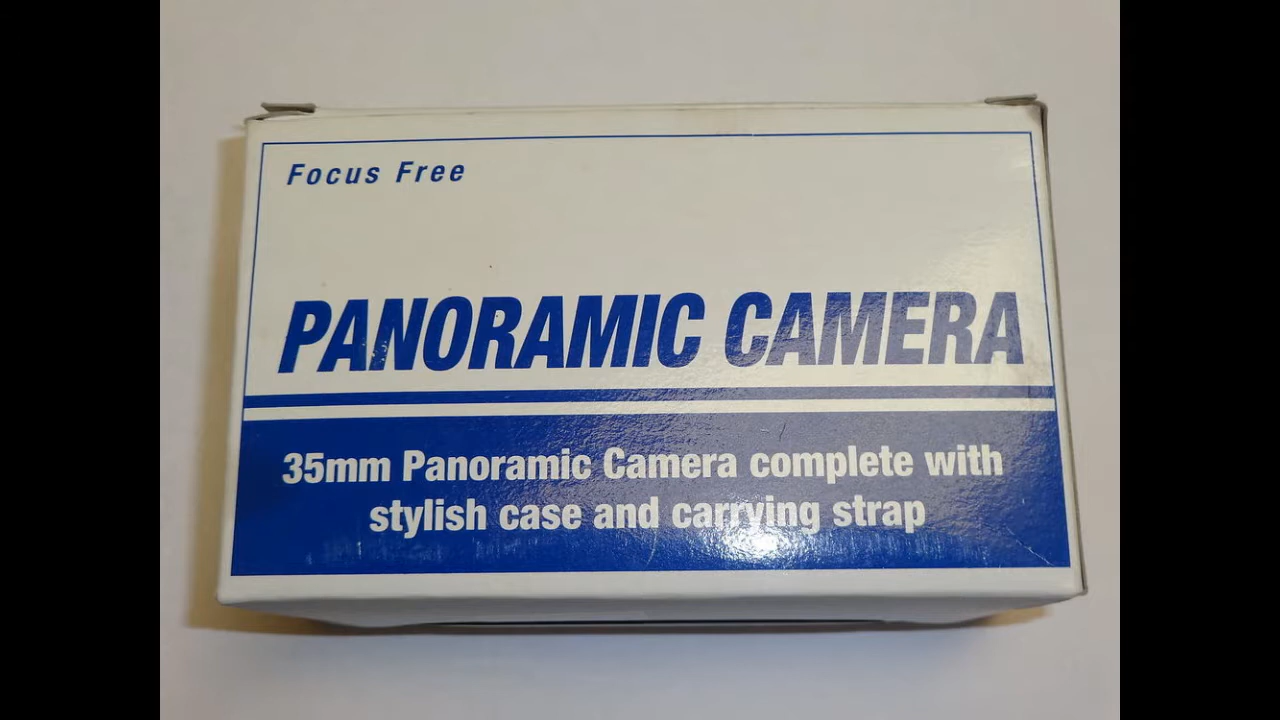 Focus Free
PANORAMIC CAMERA
35mm Panoramic Camera complete with
stylish case and carrying strap